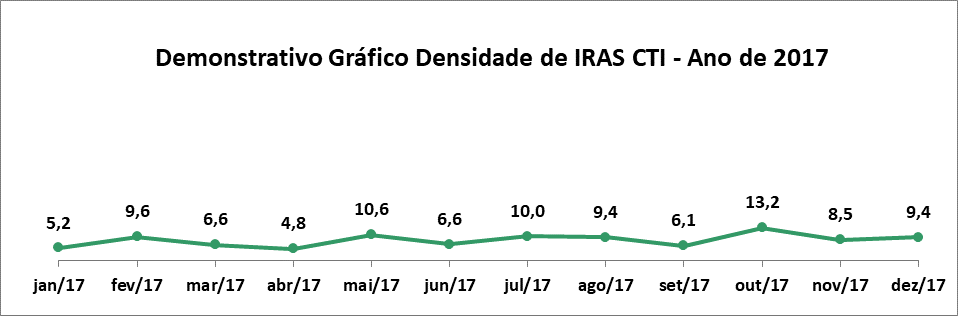 Demonstrativo Gráfico Densidade de IRAS CTI - Ano de 2017
5,2 9,6 6,6 4,8 10,6 6,6 10,0 9,4 6,1 13,2 8,5 9,4
jan/17 fev/17 mar/17 abr/17 mai/17 jun/17 jul/17 ago/17 set/17 out/17 nov/17 dez/17